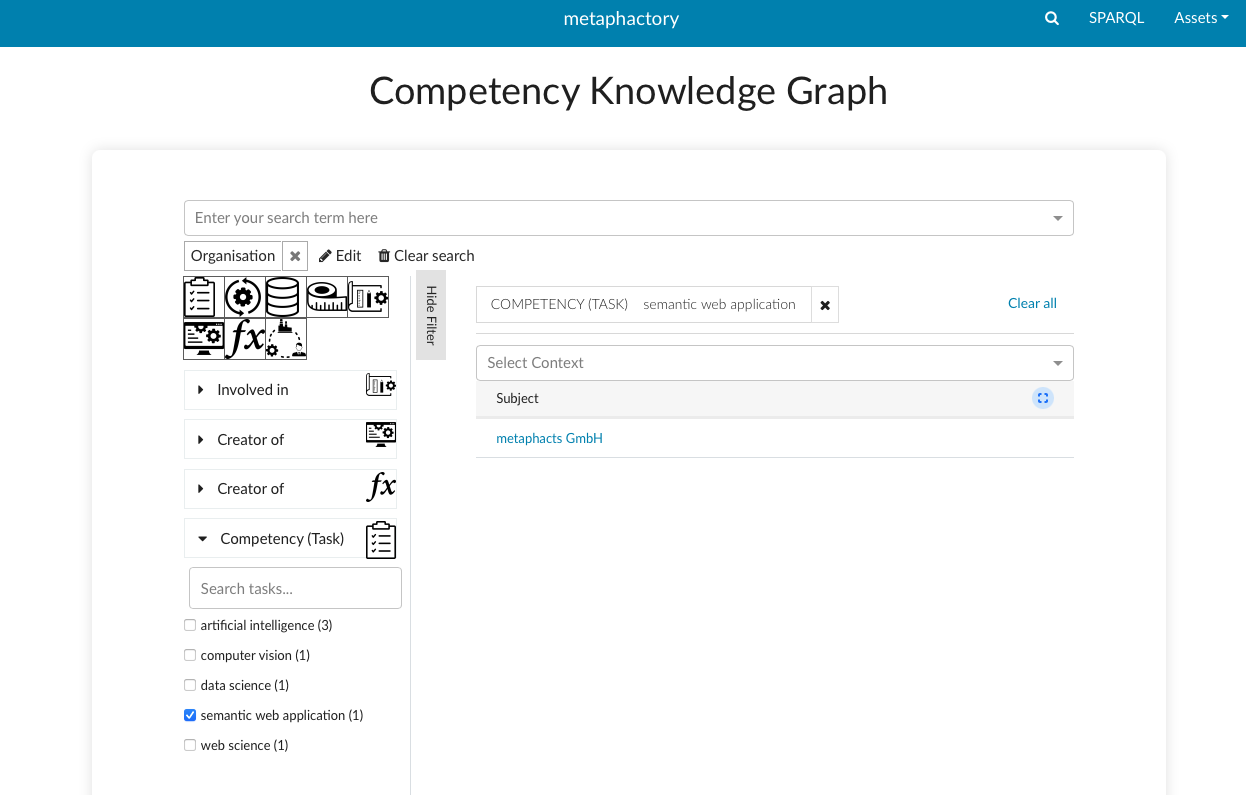 metaphactory
SPARQL
Assets
Competency Knowledge Graph
Enter your search term here
Organisation
Edit
Clear search
Hide Filter
COMPETENCY (TASK) semantic web application
Clear all
Select Context
Subject
metaphacts GmbH
Involved in
Creator of
fx
Creator of
fx
Competency (Task)
Search tasks...
artificial intelligence (3)
computer vision (1)
data science (1)
semantic web application (1)
web science (1)